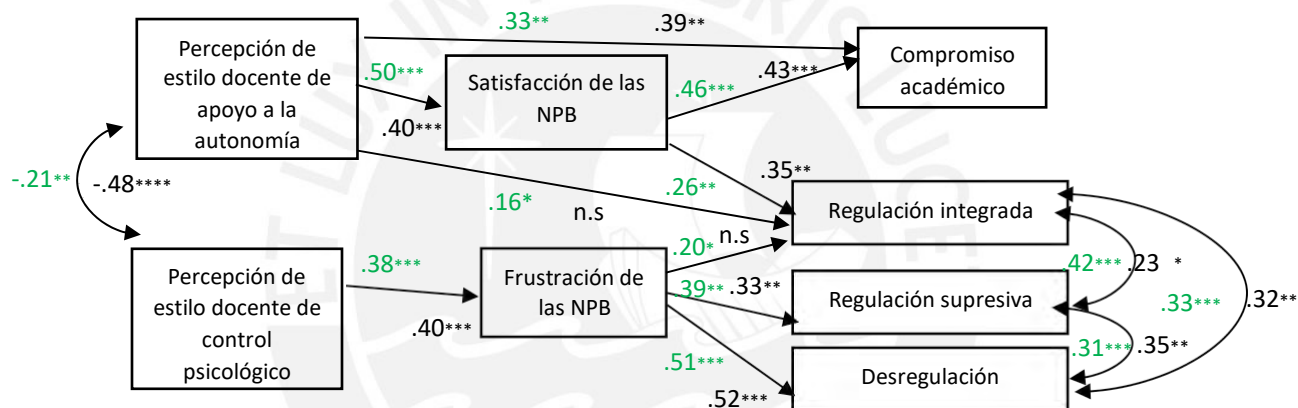 .33** .39**
Percepción de
estilo docente de
apoyo a la
autonomía
.50***
.40***
Satisfacción de las
NPB
.46*** .43***
Compromiso
académico
-.21** -.48****
.16* n.s
.26** .35**
Regulación integrada
Percepción de
estilo docente de
control
psicológico
.38***
.40***
Frustración de
las NPB
.20* n.s
.39** .33**
.51***
.52***
Regulación supresiva
Desregulación
.42*** .23 *
.33*** .32**
.31*** .35**